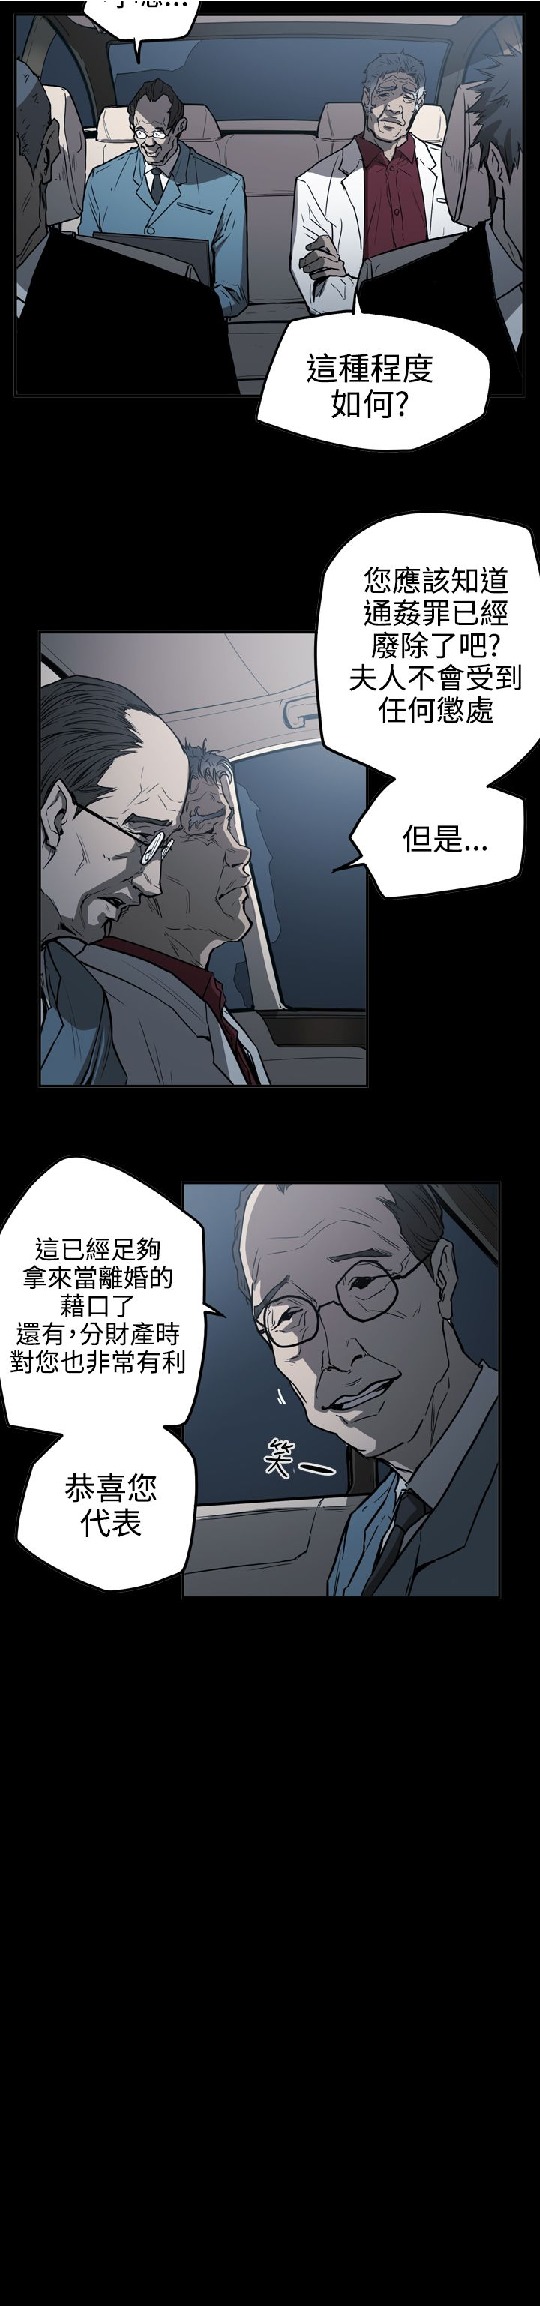 這種程度
如何?
您應該知道
通姦罪已經
廢除了吧?
夫人不會受到
任何懲處
但是...
這已經足夠
拿來當離婚的
藉口了
還有,分財產時
對您也非常有利
笑一
恭喜您
代表